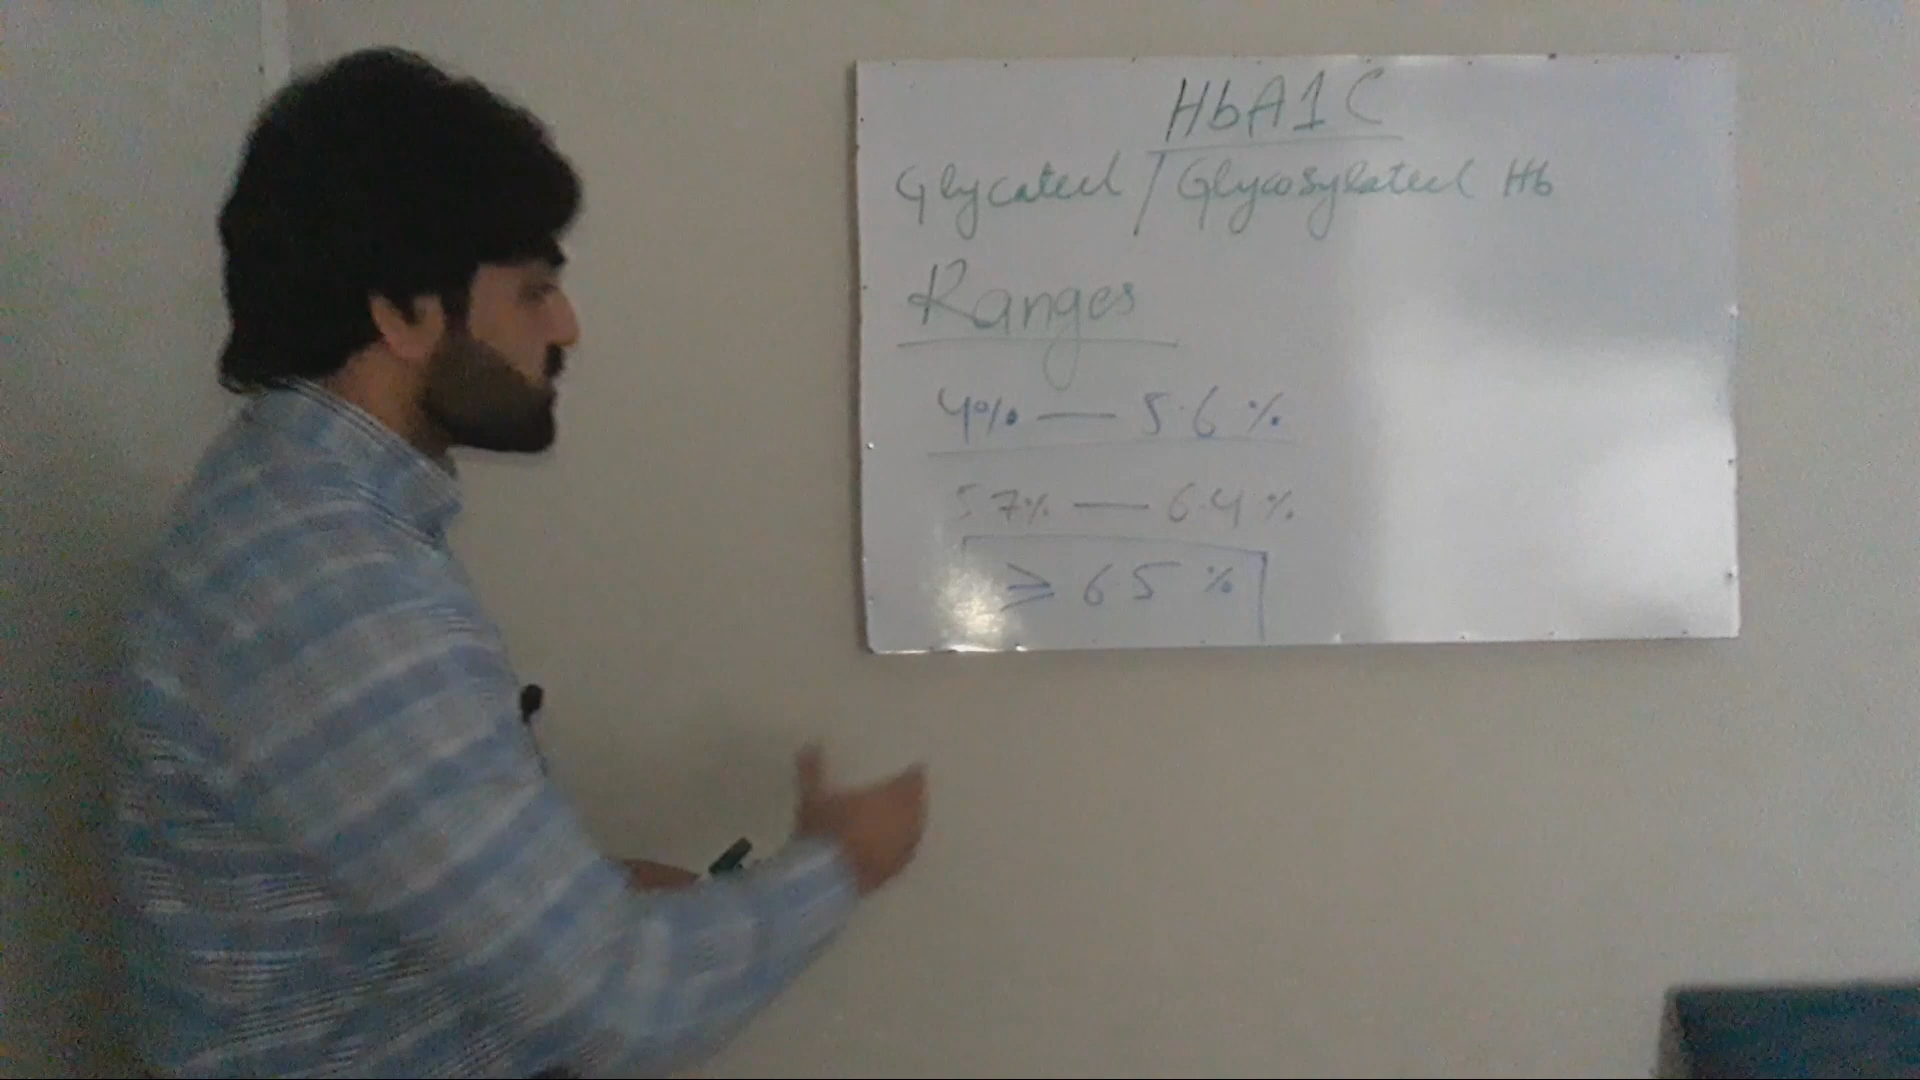 HbA1C
Glycated / Glycosylated Hb
Ranges
4% — 5.6%
5.7% — 6.4%
≥ 6.5%